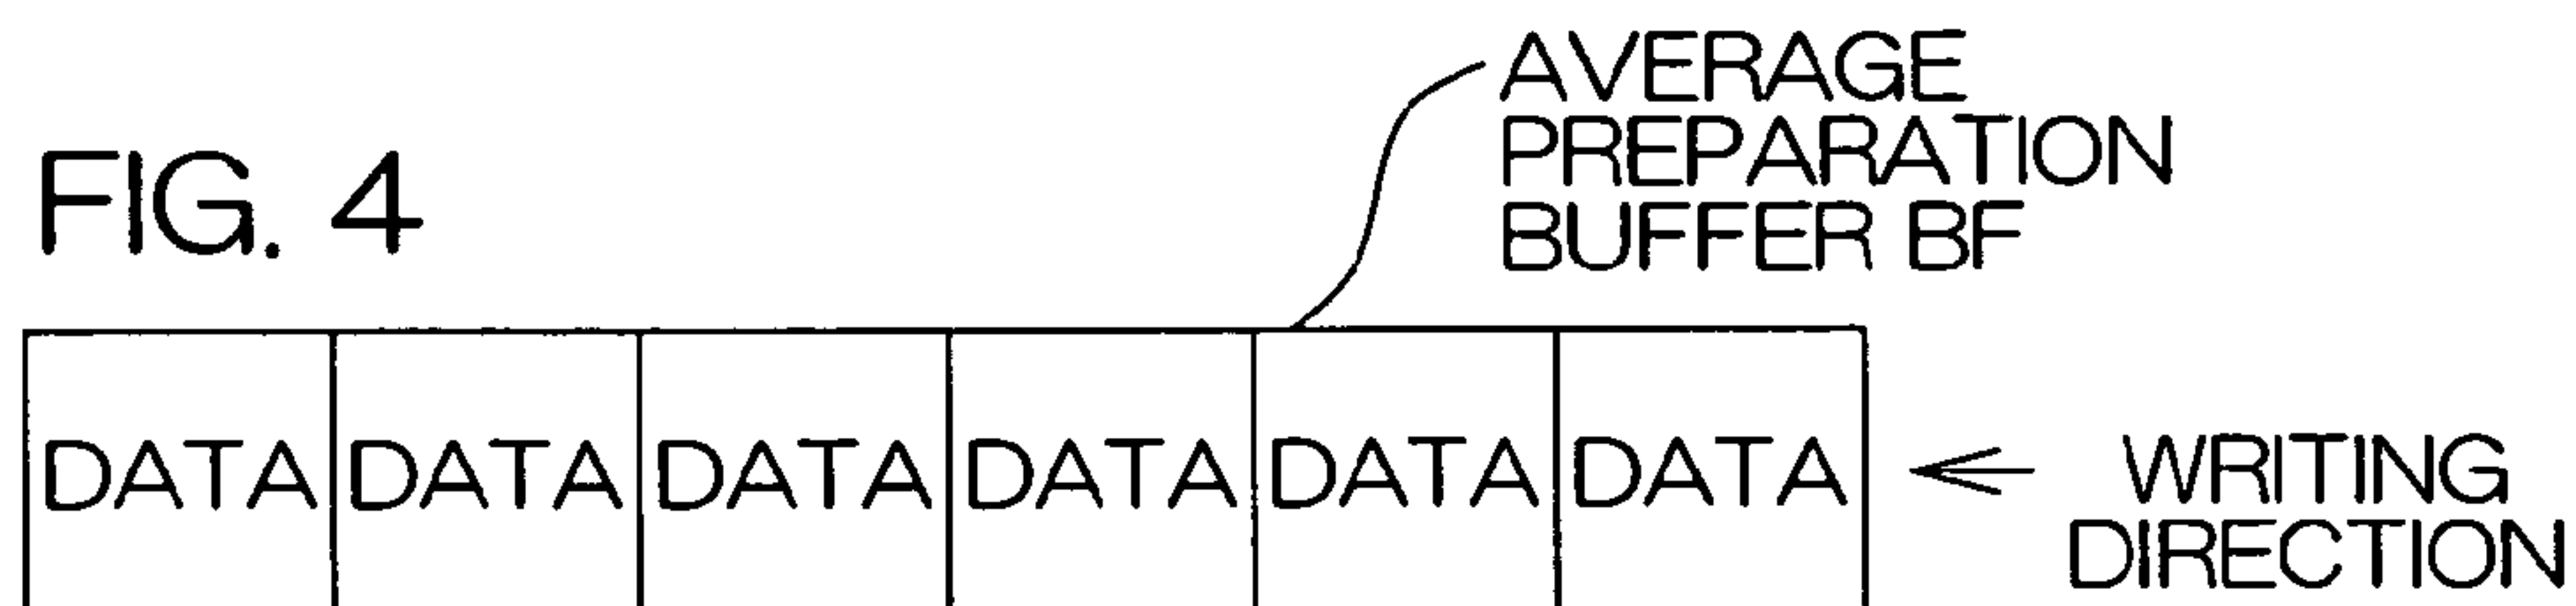 FIG. 4
AVERAGE
PREPARATION
BUFFER BF
DATA DATA DATA DATA DATA DATA
WRITING
DIRECTION